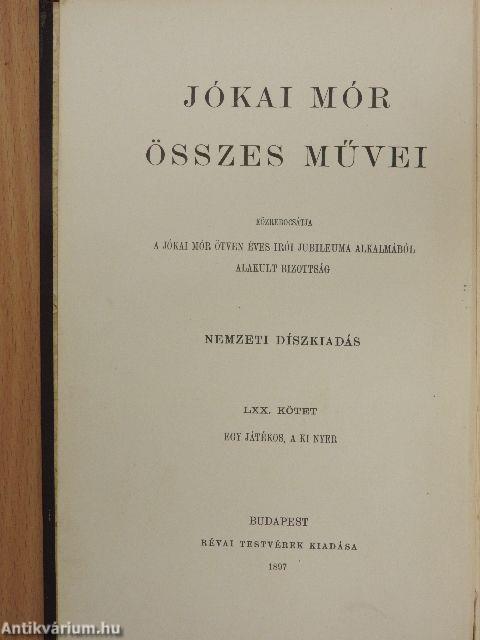 JÓKAI MÓR
ÖSSZES MŰVEI
KÖZREBOCSÁTJA
A JÓKAI MÓR ÖTVEN ÉVES IRÓI JUBILEUMA ALKALMÁBÓL
ALAKULT BIZOTTSÁG
NEMZETI DÍSZKIADÁS
LXX. KÖTET
EGY JÁTÉKOS, A KI NYER
BUDAPEST
RÉVAI TESTVÉREK KIADÁSA
1897
Antikvárium.hu